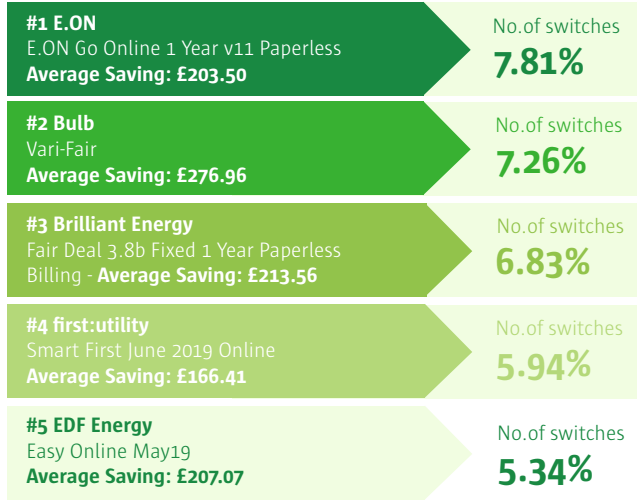 #1 E.ON
E.ON Go Online 1 Year v11 Paperless
Average Saving: £203.50
No.of switches
7.81%
#2 Bulb
Vari-Fair
Average Saving: £276.96
No.of switches
7.26%
#3 Brilliant Energy
Fair Deal 3.8b Fixed 1 Year Paperless
Billing - Average Saving: £213.56
No.of switches
6.83%
#4 first:utility
Smart First June 2019 Online
Average Saving: £166.41
No.of switches
5.94%
#5 EDF Energy
Easy Online May19
Average Saving: £207.07
No.of switches
5.34%